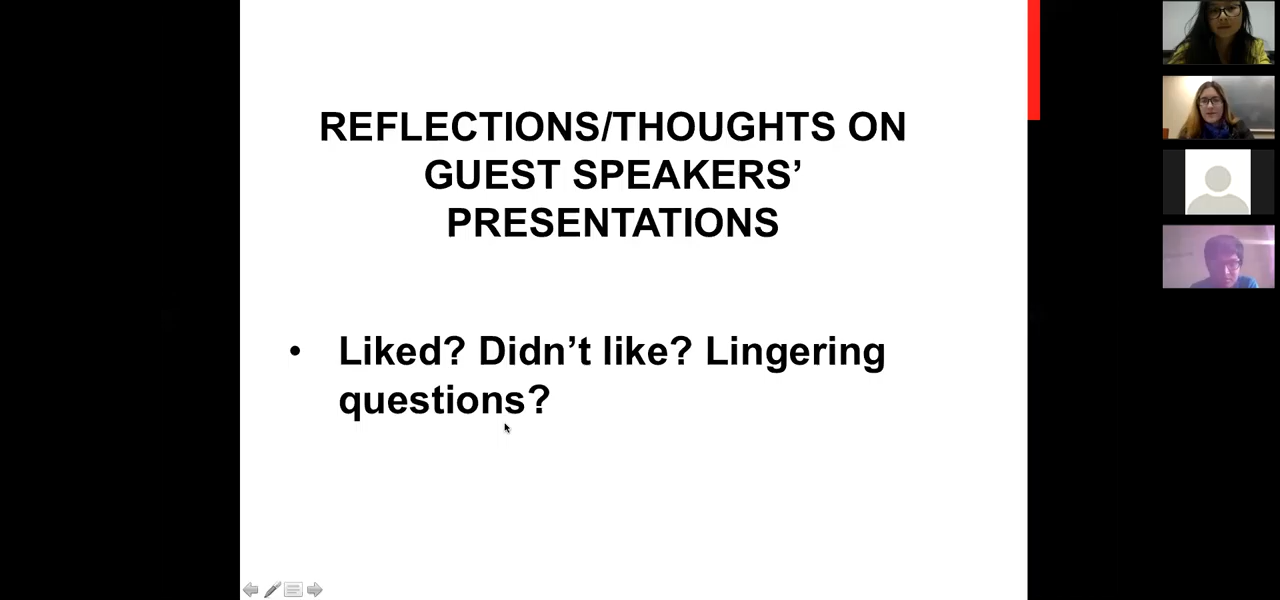 REFLECTIONS/THOUGHTS ON
GUEST SPEAKERS’
PRESENTATIONS
• Liked? Didn’t like? Lingering
questions?